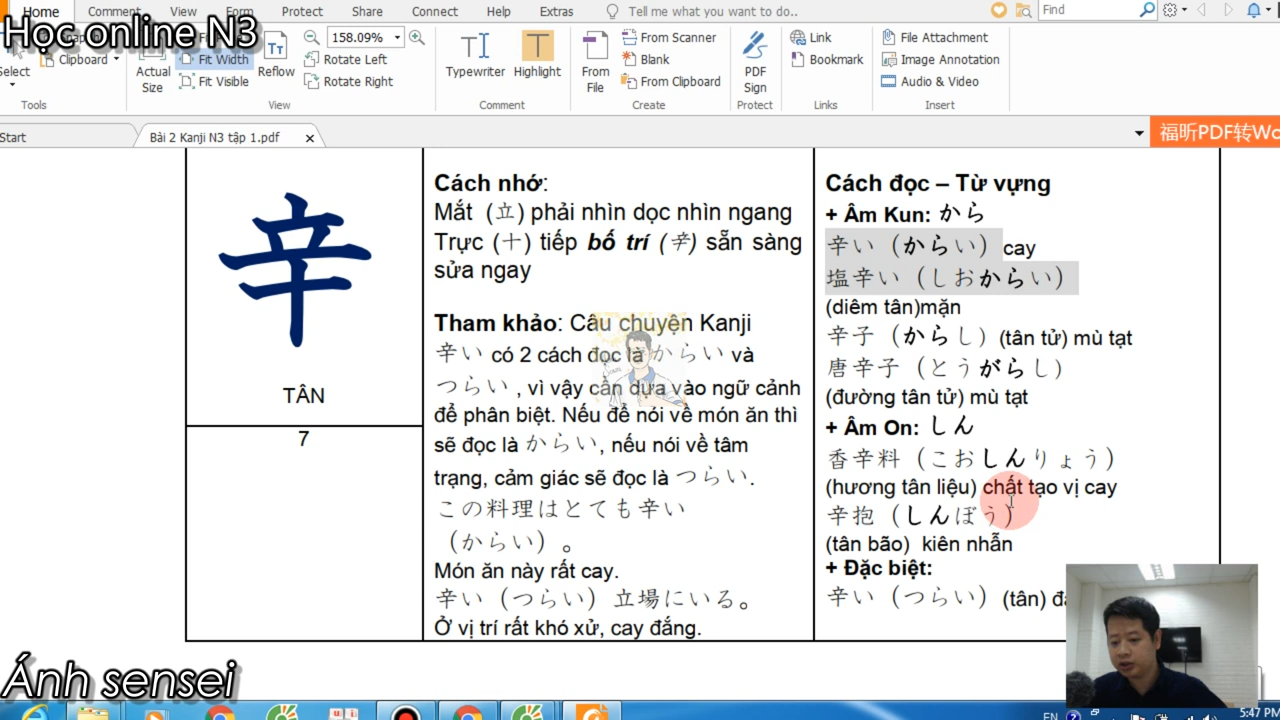 Home Comment View Form Protect Share Connect Help Extras Tell me what you want to do.. Find
Học online N3
Clipboard
Select
Tools
Actual Size
Fit Width
Fit Visible
Reflow
158.09%
Rotate Left
Rotate Right
View
Typewriter
Highlight
Comment
From File
From Scanner
Blank
From Clipboard
Create
PDF Sign
Protect
Link
Bookmark
Links
File Attachment
Image Annotation
Audio & Video
Insert
Start
Bài 2 Kanji N3 tập 1.pdf
福昕PDF转Wo
辛
TÂN
7
Cách nhớ:
Mắt (立) phải nhìn dọc nhìn ngang
Trực (十) tiếp bố trí (辛) sẵn sàng
sửa ngay
Tham khảo: Câu chuyện Kanji
辛い có 2 cách đọc là からい và
つらい , vì vậy cần dựa vào ngữ cảnh
để phân biệt. Nếu để nói về món ăn thì
sẽ đọc là からい, nếu nói về tâm
trạng, cảm giác sẽ đọc là つらい.
この料理はとても辛い
（からい）。
Món ăn này rất cay.
辛い（つらい）立場にいる。
Ở vị trí rất khó xử, cay đắng.
Cách đọc – Từ vựng
+ Âm Kun: から
辛い（からい）cay
塩辛い（しおからい）
(diêm tân)mặn
辛子（からし）(tân tử) mù tạt
唐辛子（とうがらし）
(đường tân tử) mù tạt
+ Âm On: しん
香辛料（こおしんりょう）
(hương tân liệu) chất tạo vị cay
辛抱（しんぼう）
(tân bão) kiên nhẫn
+ Đặc biệt:
辛い（つらい）(tân)
Ánh sensei
EN
5:47 PM